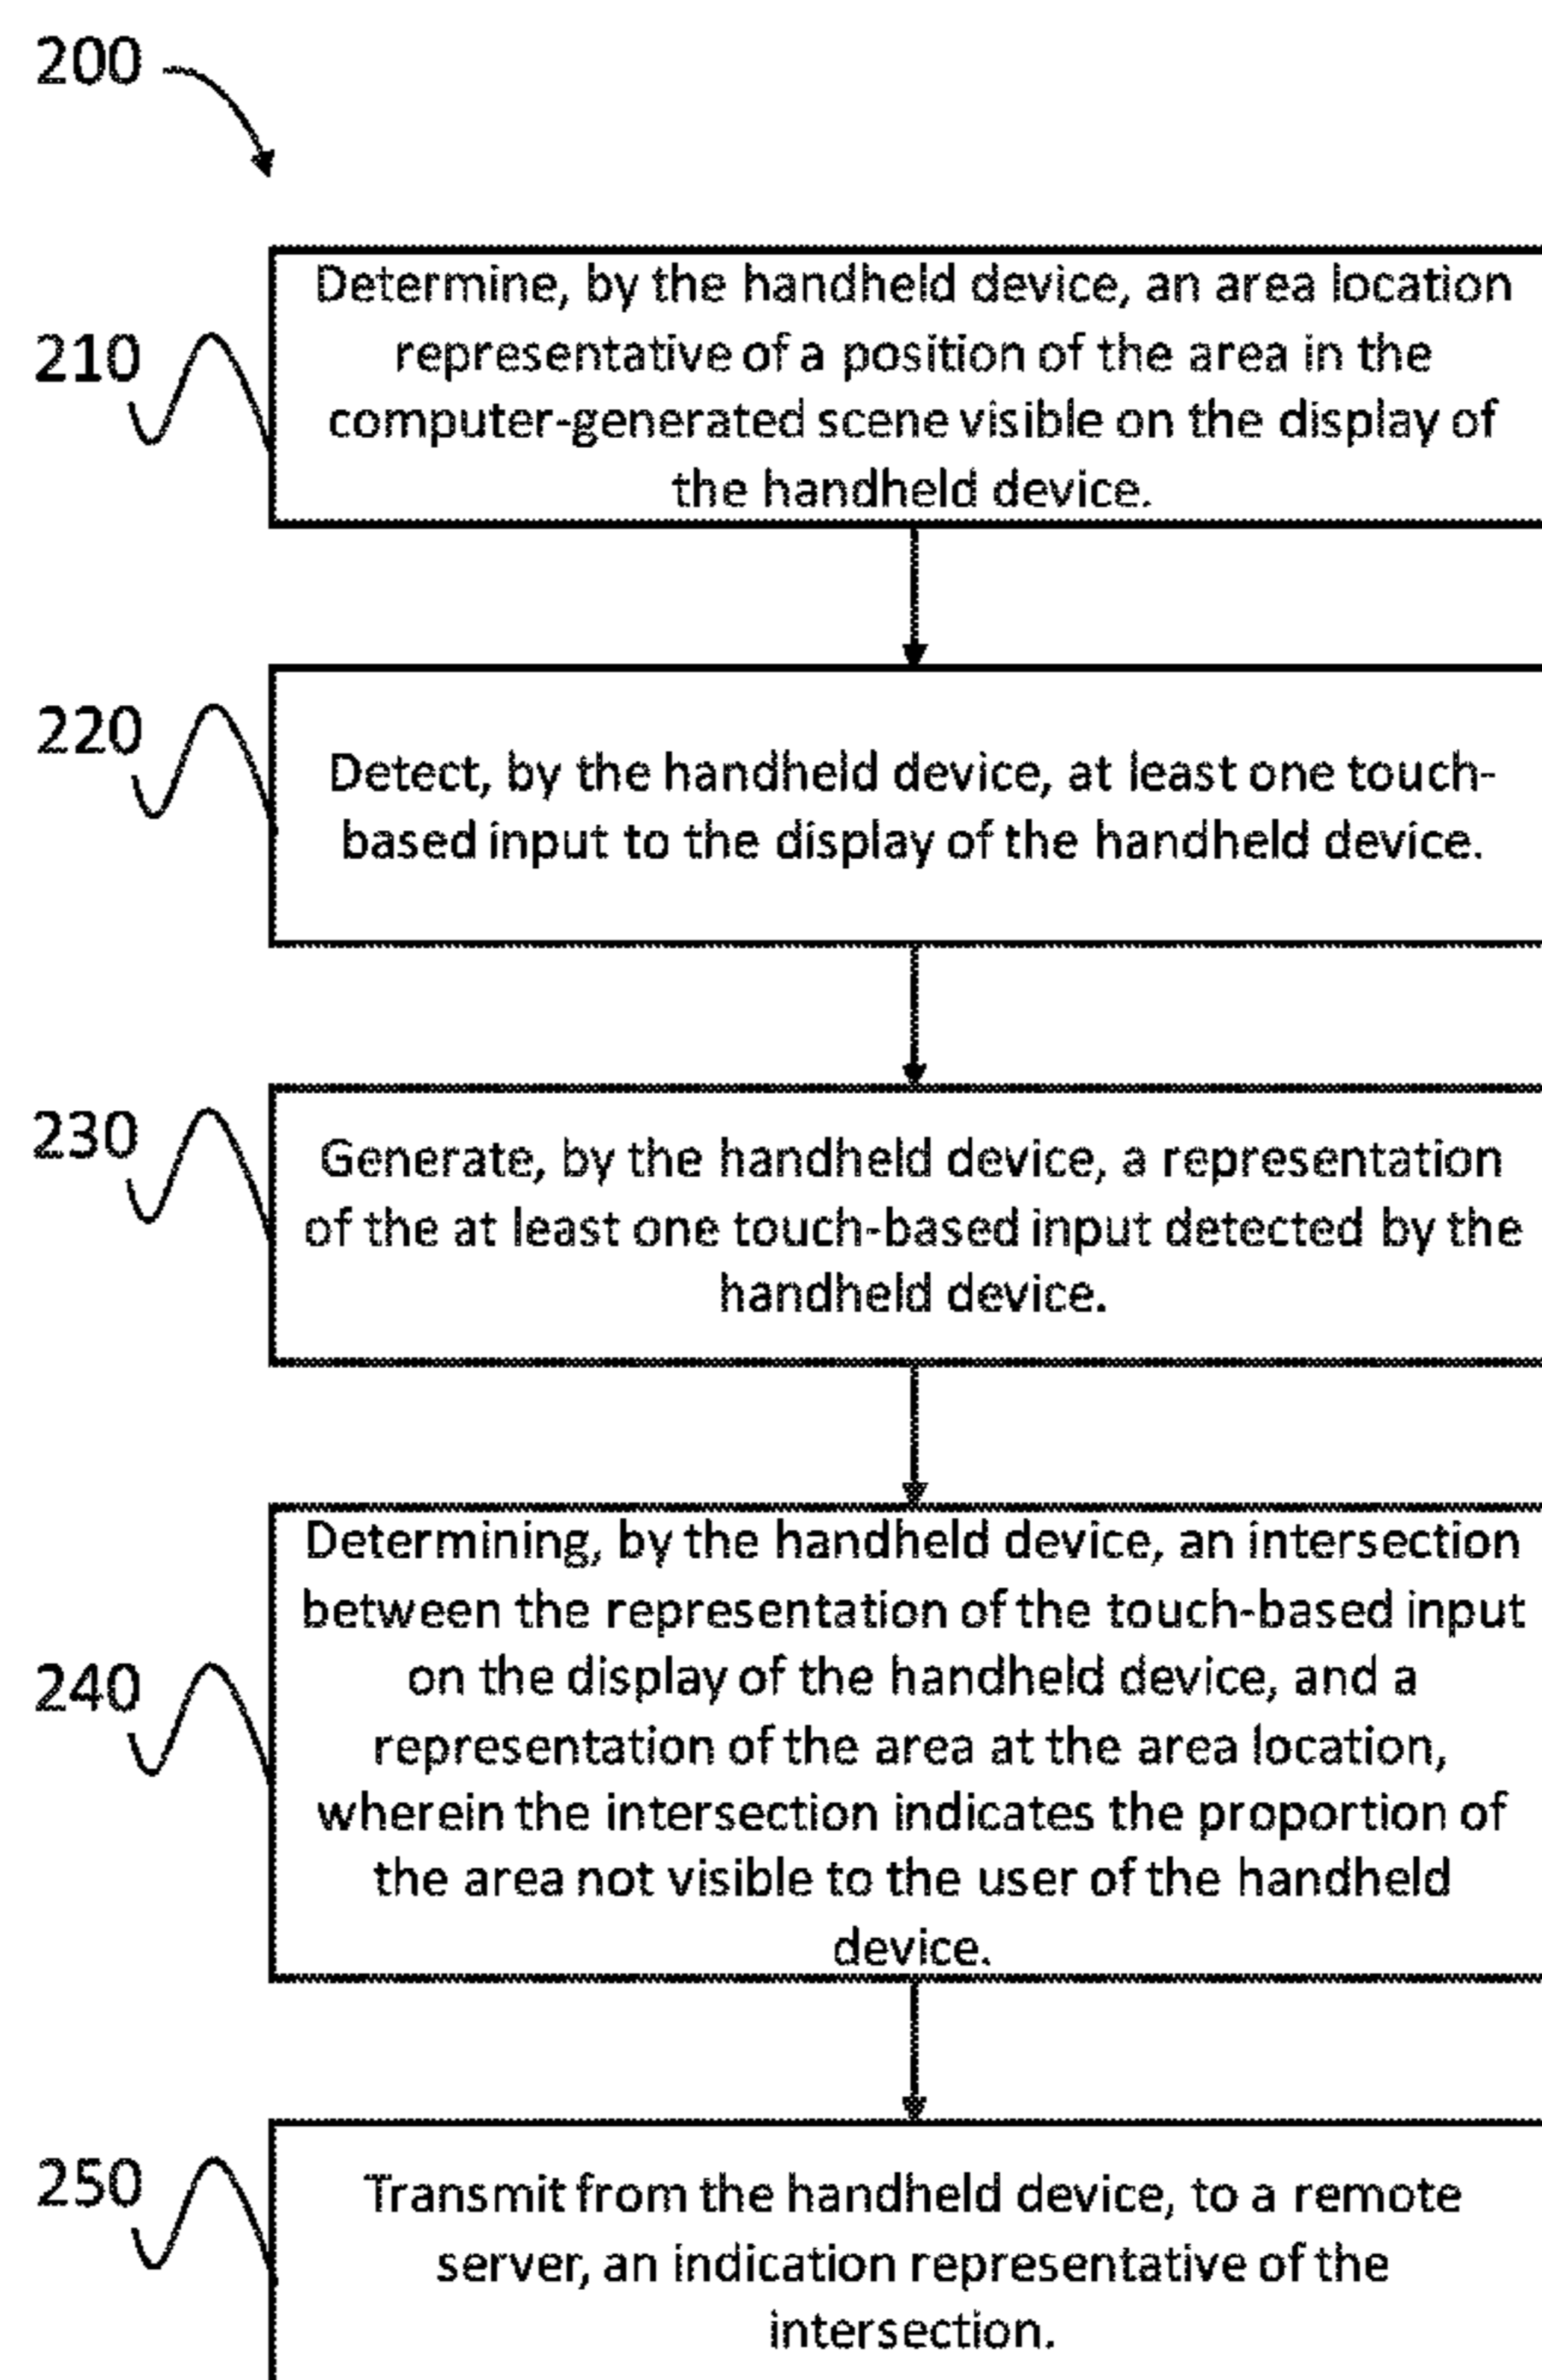 200
210
Determine, by the handheld device, an area location
representative of a position of the area in the
computer-generated scene visible on the display of
the handheld device.
220
Detect, by the handheld device, at least one touch-
based input to the display of the handheld device.
230
Generate, by the handheld device, a representation
of the at least one touch-based input detected by the
handheld device.
240
Determining, by the handheld device, an intersection
between the representation of the touch-based input
on the display of the handheld device, and a
representation of the area at the area location,
wherein the intersection indicates the proportion of
the area not visible to the user of the handheld
device.
250
Transmit from the handheld device, to a remote
server, an indication representative of the
intersection.